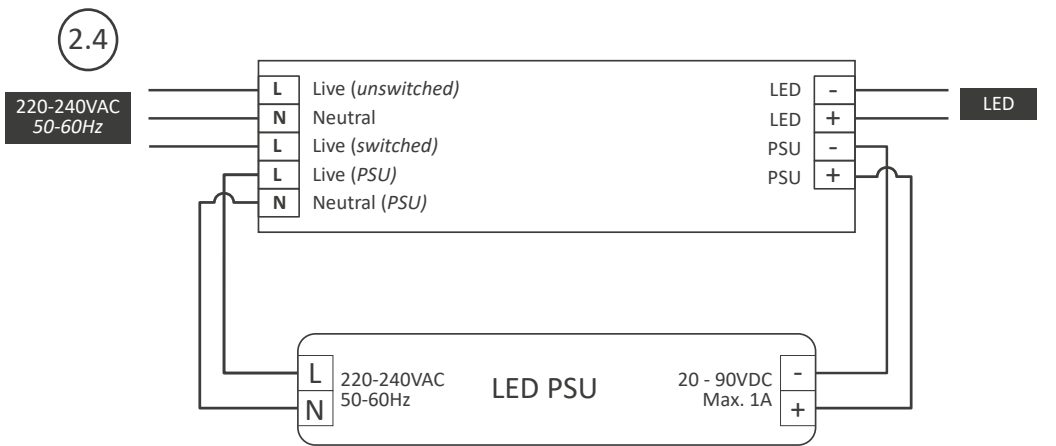 2.4
220-240VAC
50-60Hz
L Live (unswitched)
N Neutral
L Live (switched)
L Live (PSU)
N Neutral (PSU)
LED -
LED +
PSU -
PSU +
LED
L
N
220-240VAC
50-60Hz
LED PSU
20 - 90VDC
Max. 1A
-
+